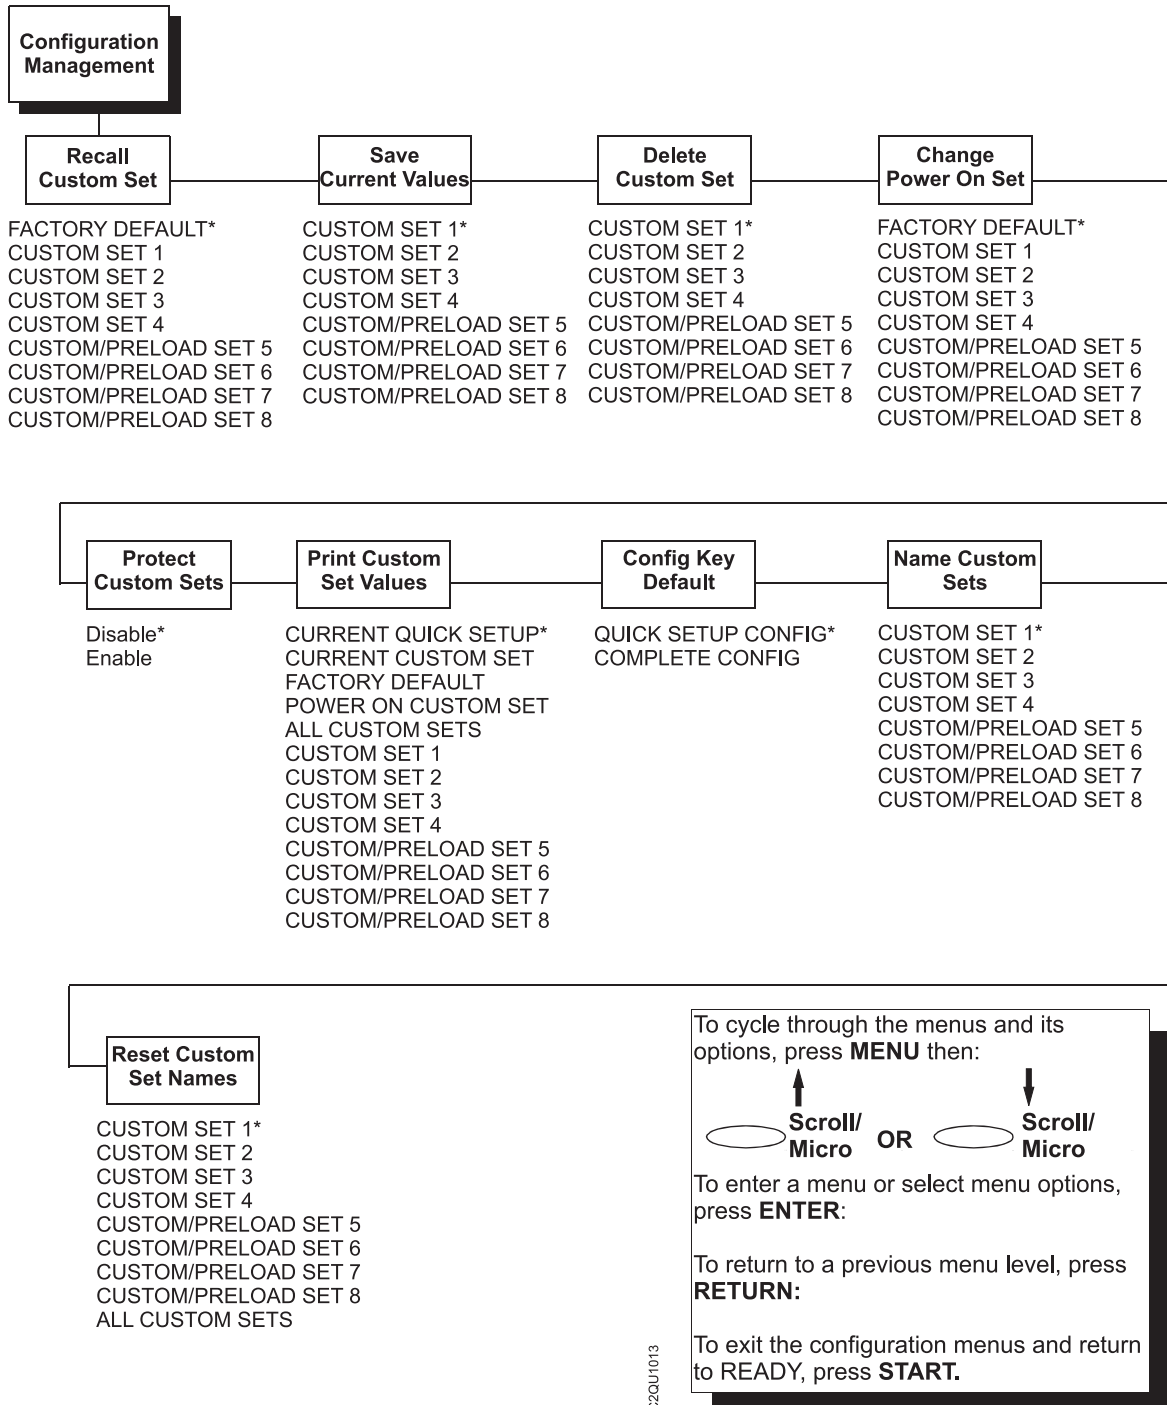 Configuration
Management
Recall
Custom Set
FACTORY DEFAULT*
CUSTOM SET 1
CUSTOM SET 2
CUSTOM SET 3
CUSTOM SET 4
CUSTOM/PRELOAD SET 5
CUSTOM/PRELOAD SET 6
CUSTOM/PRELOAD SET 7
CUSTOM/PRELOAD SET 8
Save
Current Values
CUSTOM SET 1*
CUSTOM SET 2
CUSTOM SET 3
CUSTOM SET 4
CUSTOM/PRELOAD SET 5
CUSTOM/PRELOAD SET 6
CUSTOM/PRELOAD SET 7
CUSTOM/PRELOAD SET 8
Delete
Custom Set
CUSTOM SET 1*
CUSTOM SET 2
CUSTOM SET 3
CUSTOM SET 4
CUSTOM/PRELOAD SET 5
CUSTOM/PRELOAD SET 6
CUSTOM/PRELOAD SET 7
CUSTOM/PRELOAD SET 8
Change
Power On Set
FACTORY DEFAULT*
CUSTOM SET 1
CUSTOM SET 2
CUSTOM SET 3
CUSTOM SET 4
CUSTOM/PRELOAD SET 5
CUSTOM/PRELOAD SET 6
CUSTOM/PRELOAD SET 7
CUSTOM/PRELOAD SET 8
Protect
Custom Sets
Disable*
Enable
Print Custom
Set Values
CURRENT QUICK SETUP*
CURRENT CUSTOM SET
FACTORY DEFAULT
POWER ON CUSTOM SET
ALL CUSTOM SETS
CUSTOM SET 1
CUSTOM SET 2
CUSTOM SET 3
CUSTOM SET 4
CUSTOM/PRELOAD SET 5
CUSTOM/PRELOAD SET 6
CUSTOM/PRELOAD SET 7
CUSTOM/PRELOAD SET 8
Config Key
Default
QUICK SETUP CONFIG*
COMPLETE CONFIG
Name Custom
Sets
CUSTOM SET 1*
CUSTOM SET 2
CUSTOM SET 3
CUSTOM SET 4
CUSTOM/PRELOAD SET 5
CUSTOM/PRELOAD SET 6
CUSTOM/PRELOAD SET 7
CUSTOM/PRELOAD SET 8
Reset Custom
Set Names
CUSTOM SET 1*
CUSTOM SET 2
CUSTOM SET 3
CUSTOM SET 4
CUSTOM/PRELOAD SET 5
CUSTOM/PRELOAD SET 6
CUSTOM/PRELOAD SET 7
CUSTOM/PRELOAD SET 8
ALL CUSTOM SETS
To cycle through the menus and its
options, press MENU then:
Scroll/
Micro
OR
Scroll/
Micro
To enter a menu or select menu options,
press ENTER:
To return to a previous menu level, press
RETURN:
To exit the configuration menus and return
to READY, press START.